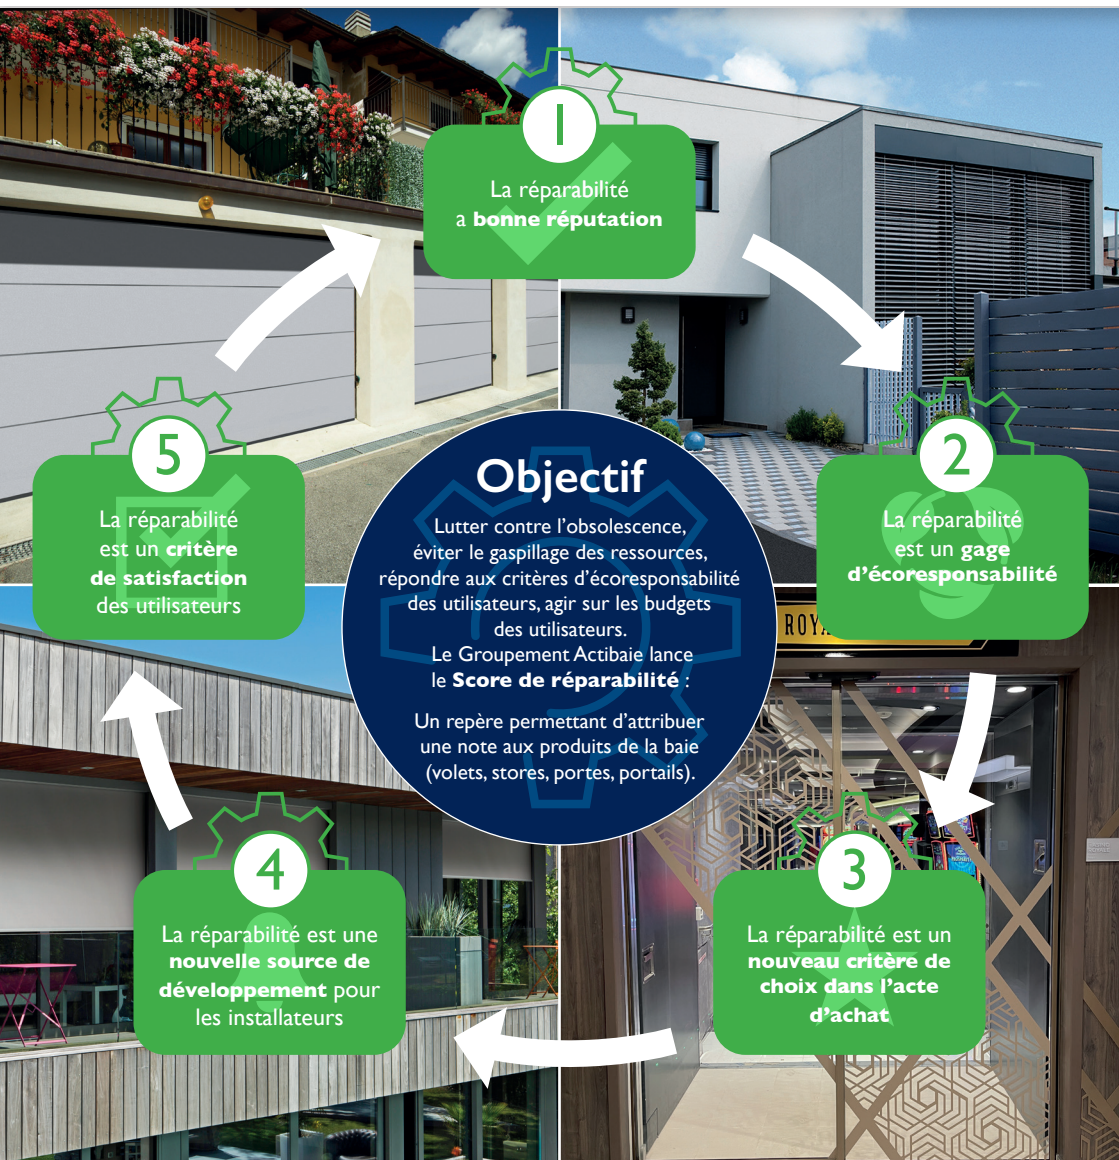 1
La réparabilité
a bonne réputation
2
La réparabilité
est un gage
d'écoresponsabilité
3
La réparabilité est un
nouveau critère de
choix dans l'acte
d'achat
4
La réparabilité est une
nouvelle source de
développement pour
les installateurs
5
La réparabilité
est un critère
de satisfaction
des utilisateurs
Objectif
Lutter contre l'obsolescence,
éviter le gaspillage des ressources,
répondre aux critères d'écoresponsabilité
des utilisateurs, agir sur les budgets
des utilisateurs.
Le Groupement Actibaie lance
le Score de réparabilité :
Un repère permettant d'attribuer
une note aux produits de la baie
(volets, stores, portes, portails).